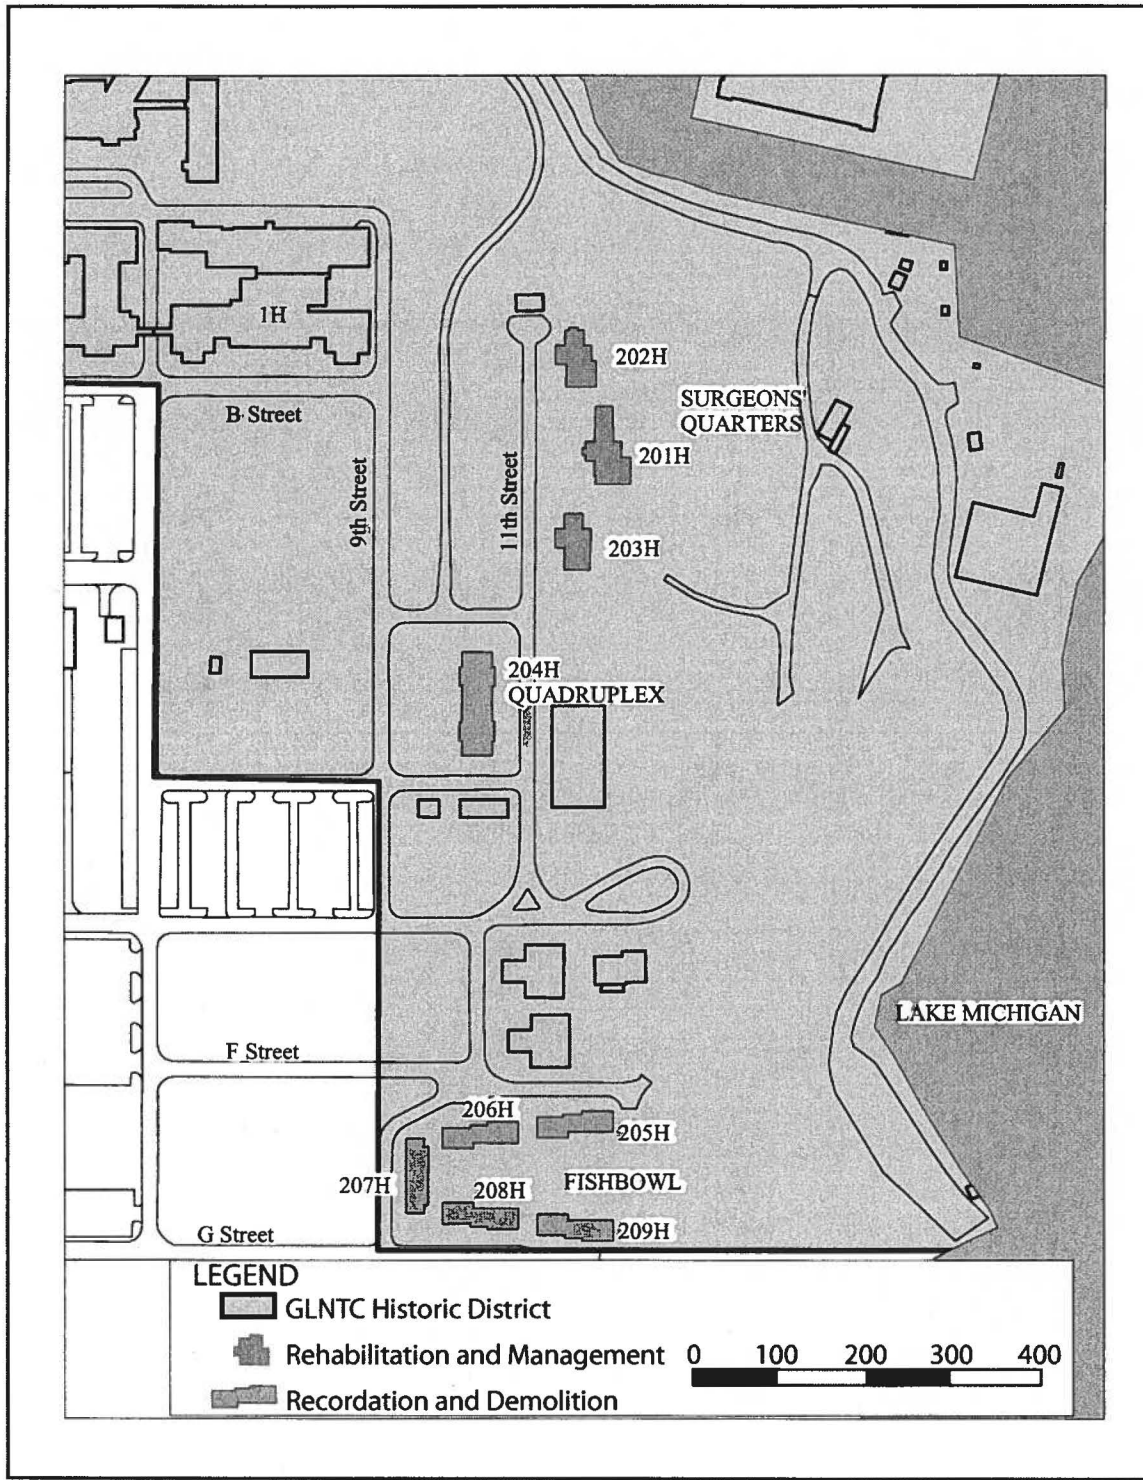 1H
202H
B Street
SURGEONS'
QUARTERS
201H
9th Street
11th Street
203H
204H
QUADRUPLEX
LAKE MICHIGAN
F Street
206H
205H
207H
208H
FISHBOWL
G Street
209H
LEGEND
GLNTC Historic District
Rehabilitation and Management
0 100 200 300 400
Recordation and Demolition